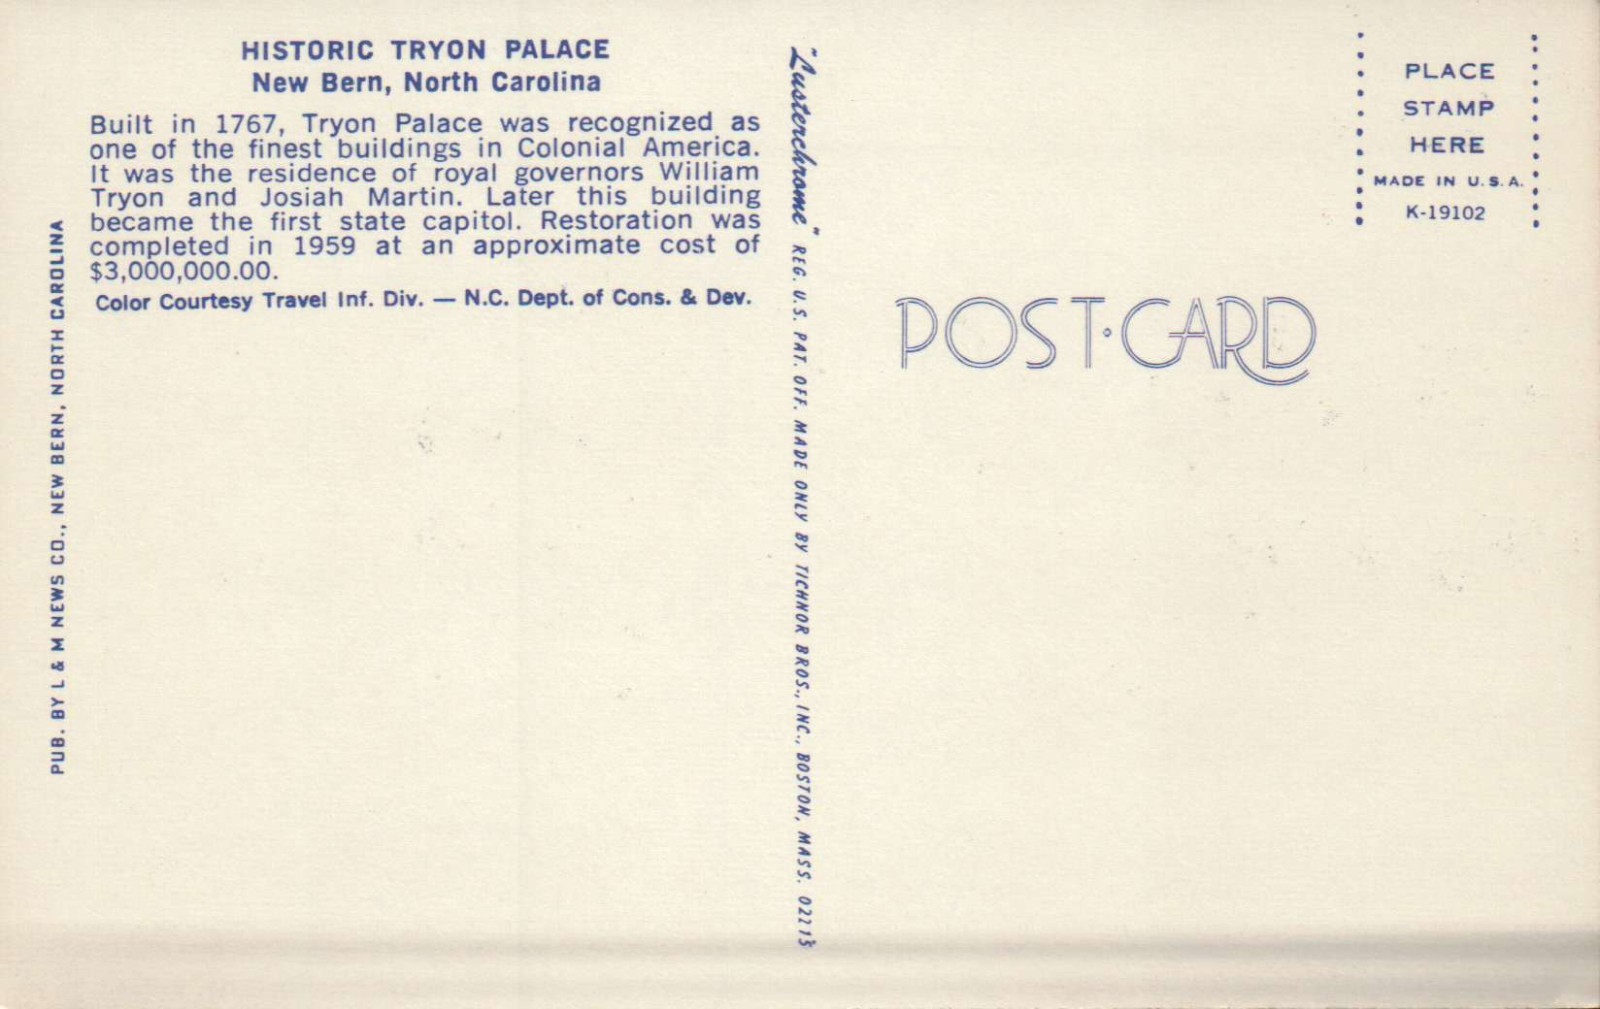 HISTORIC TRYON PALACE
New Bern, North Carolina
Built in 1767, Tryon Palace was recognized as
one of the finest buildings in Colonial America.
It was the residence of royal governors William
Tryon and Josiah Martin. Later this building
became the first state capitol. Restoration was
completed in 1959 at an approximate cost of
$3,000,000.00.
Color Courtesy Travel Inf. Div. — N.C. Dept. of Cons. & Dev.
PUB. BY L & M NEWS CO., NEW BERN, NORTH CAROLINA
"Lusterchrome" REG. U.S. PAT. OFF. MADE ONLY BY TICHNOR BROS., INC., BOSTON, MASS. 02215
PLACE
STAMP
HERE
MADE IN U.S.A.
K-19102
POST·CARD